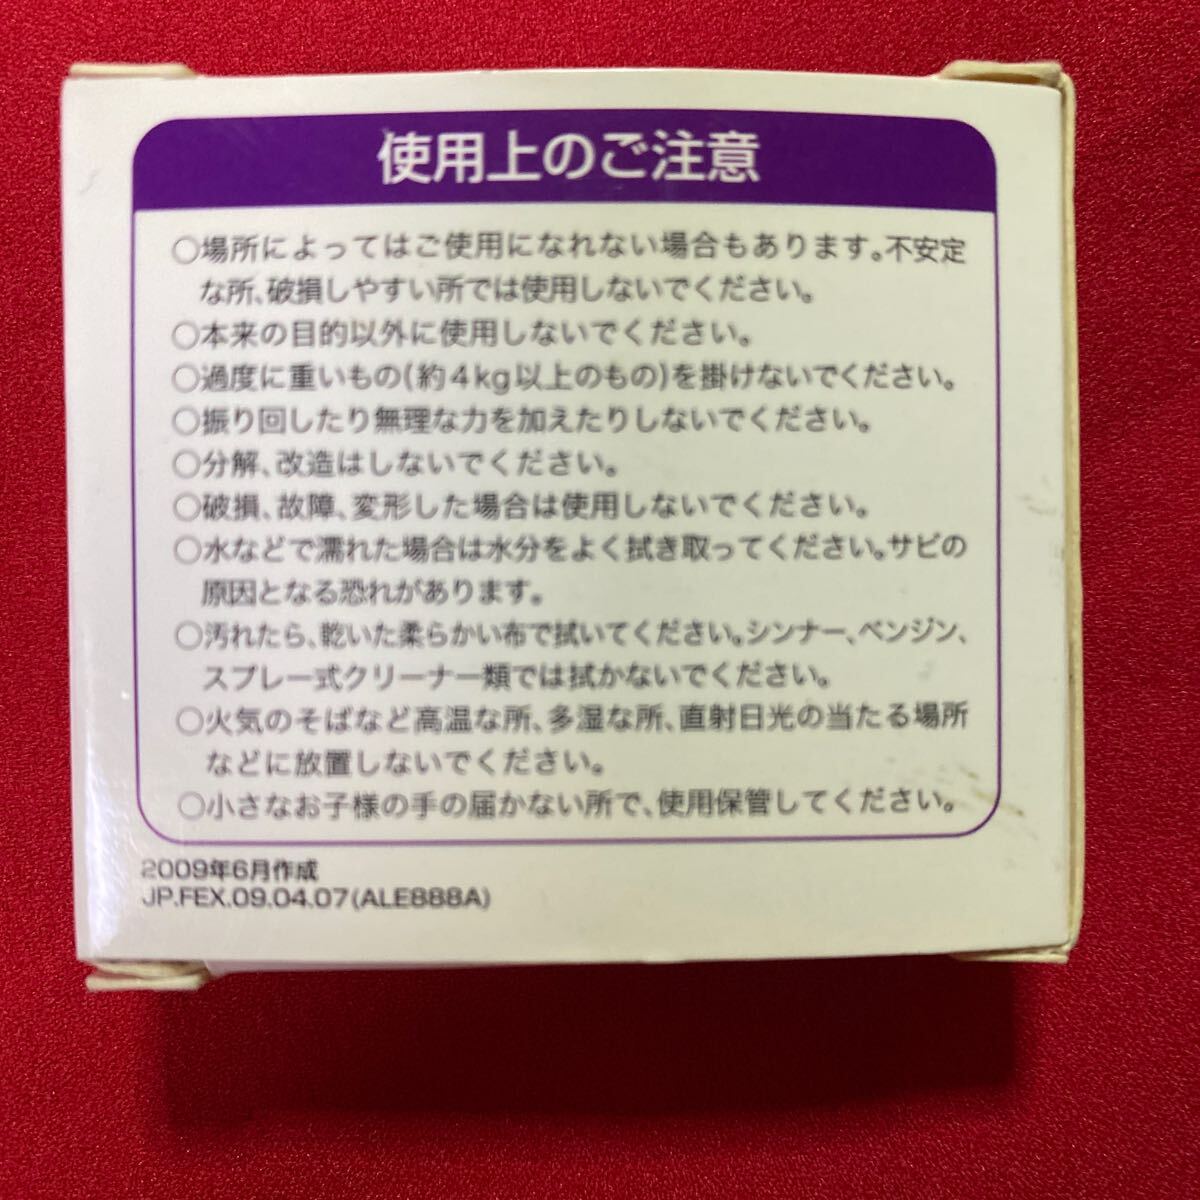 使用上のご注意
○場所によってはご使用になれない場合もあります。不安定
な所、破損しやすい所では使用しないでください。
○本来の目的以外に使用しないでください。
○過度に重いもの(約4kg以上のもの)を掛けないでください。
○振り回したり無理な力を加えたりしないでください。
○分解、改造はしないでください。
○破損、故障、変形した場合は使用しないでください。
○水などで濡れた場合は水分をよく拭き取ってください。サビの
原因となる恐れがあります。
○汚れたら、乾いた柔らかい布で拭いてください。シンナー、ベンジン、
スプレー式クリーナー類では拭かないでください。
○火気のそばなど高温な所、多湿な所、直射日光の当たる場所
などに放置しないでください。
○小さなお子様の手の届かない所で、使用保管してください。
2009年6月作成
JP.FEX.09.04.07(ALE888A)